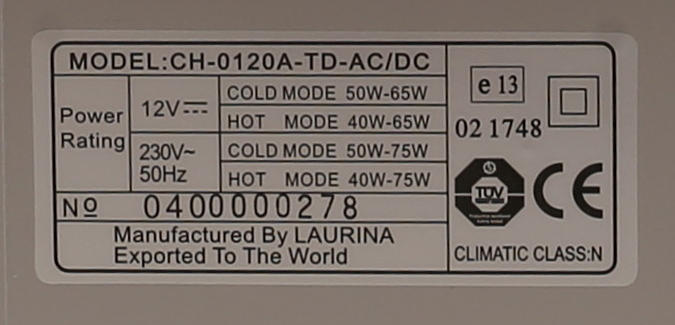 MODEL:CH-0120A-TD-AC/DC
Power Rating
12V
COLD MODE 50W-65W
HOT MODE 40W-65W
230V~ 50Hz
COLD MODE 50W-75W
HOT MODE 40W-75W
Nº 0400000278
Manufactured By LAURINA
Exported To The World
e 13
02 1748
TÜV
CE
CLIMATIC CLASS:N